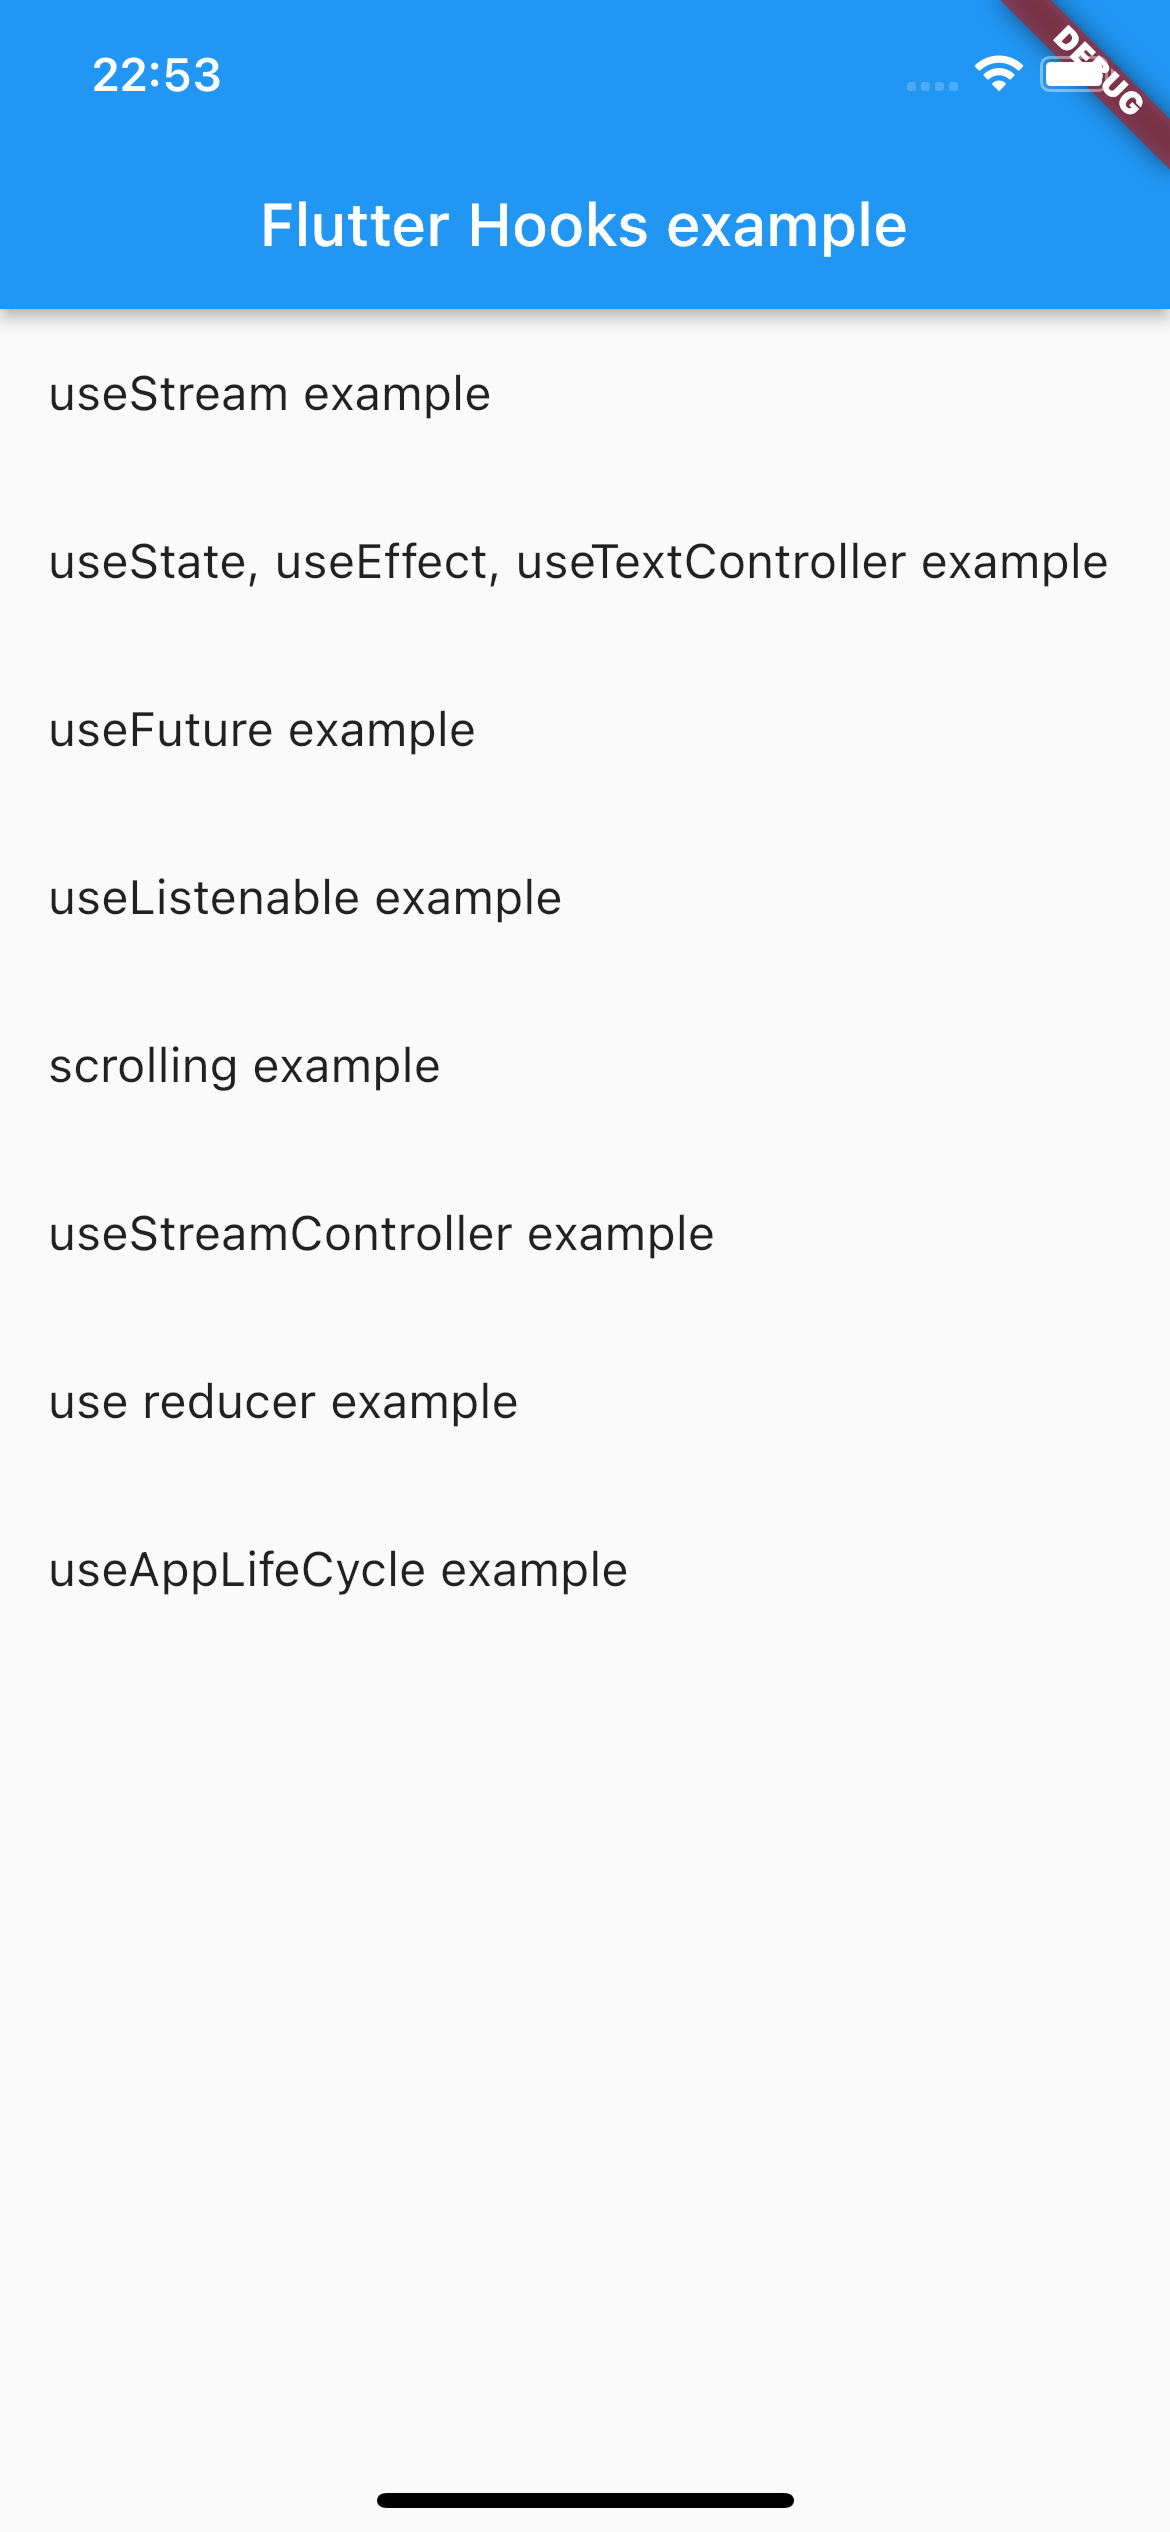 22:53
DEBUG
Flutter Hooks example
useStream example
useState, useEffect, useTextController example
useFuture example
useListenable example
scrolling example
useStreamController example
use reducer example
useAppLifeCycle example